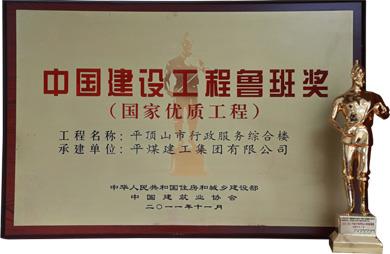 中国建设工程鲁班奖
（国家优质工程）
工程名称：平顶山市行政服务综合楼
承建单位：平煤建工集团有限公司
中华人民共和国住房和城乡建设部
中国建筑业协会
二〇一一年十一月